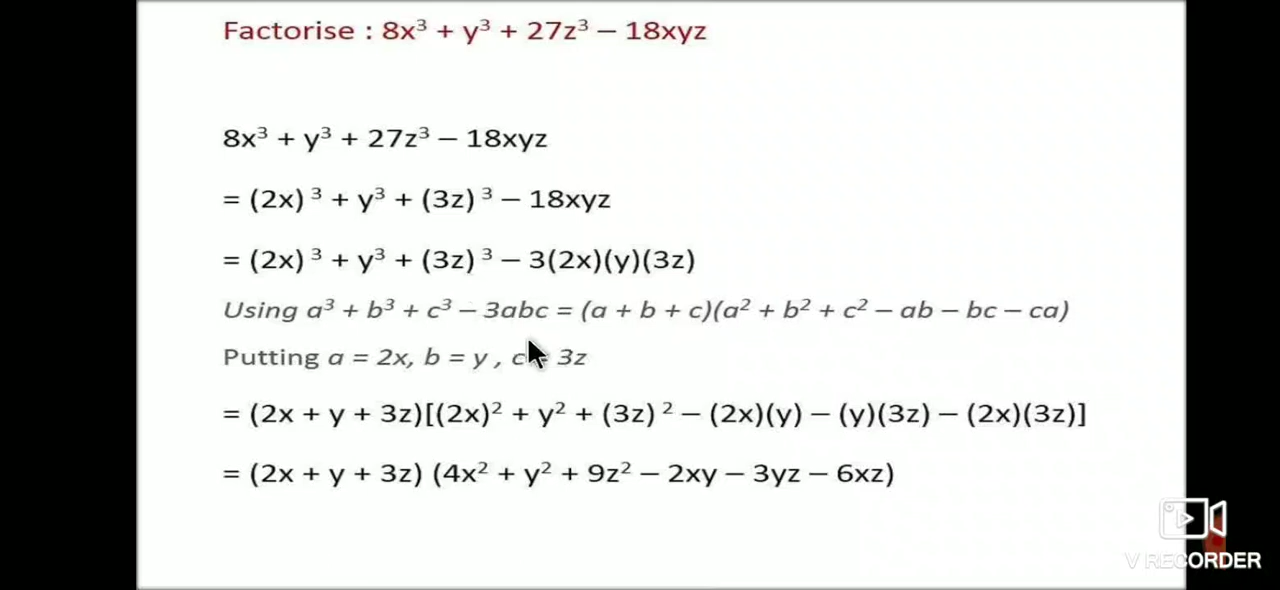 Factorise : 8x³ + y³ + 27z³ – 18xyz
8x³ + y³ + 27z³ – 18xyz
= (2x) ³ + y³ + (3z) ³ – 18xyz
= (2x) ³ + y³ + (3z) ³ – 3(2x)(y)(3z)
Using a³ + b³ + c³ – 3abc = (a + b + c)(a² + b² + c² – ab – bc – ca)
Putting a = 2x, b = y , c = 3z
= (2x + y + 3z)[(2x)² + y² + (3z) ² – (2x)(y) – (y)(3z) – (2x)(3z)]
= (2x + y + 3z) (4x² + y² + 9z² – 2xy – 3yz – 6xz)
V RECORDER